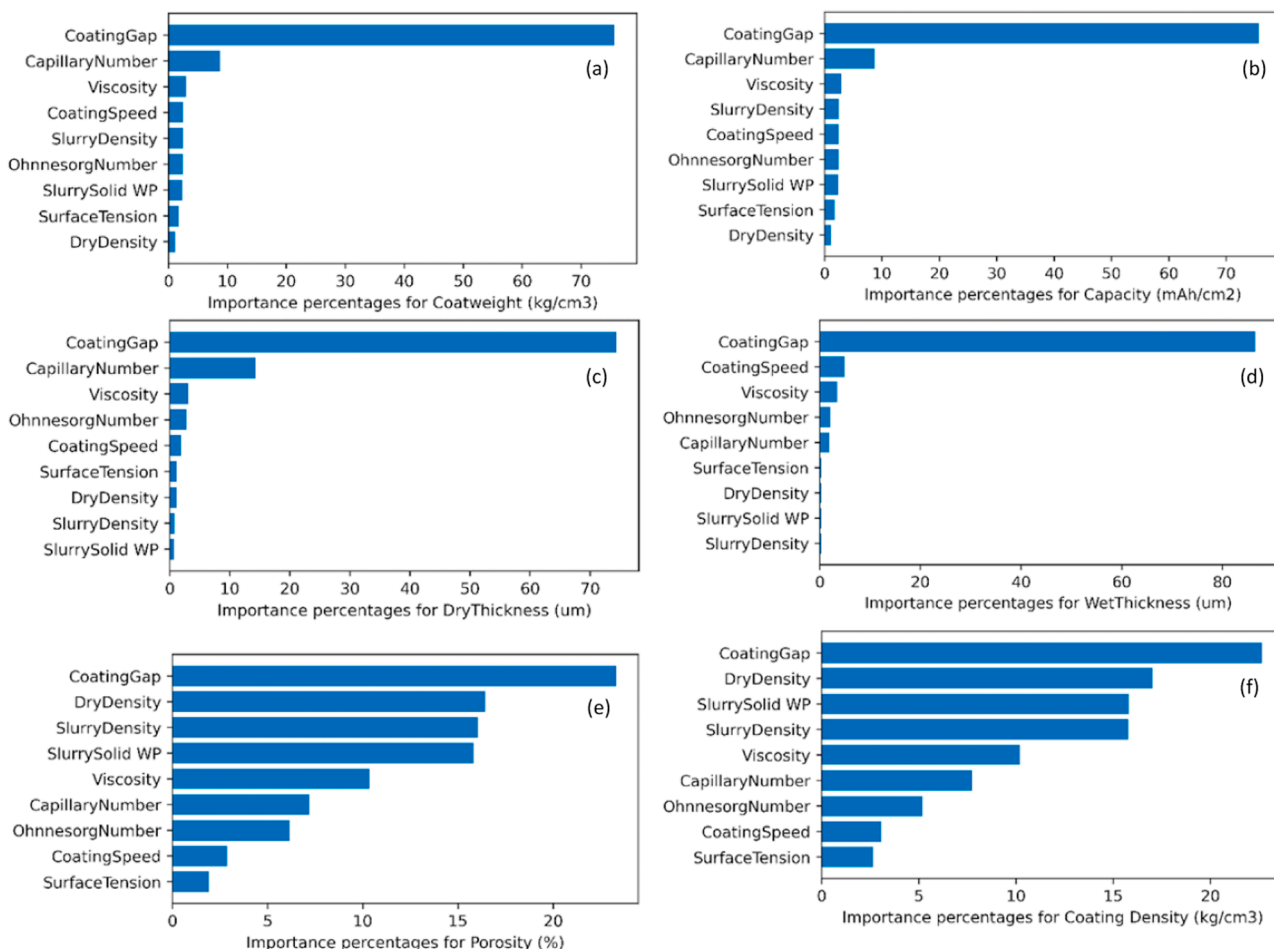 CoatingGap
CapillaryNumber
Viscosity
CoatingSpeed
SlurryDensity
OhnnesorgNumber
SlurrySolid WP
SurfaceTension
DryDensity
(a)
0 10 20 30 40 50 60 70
Importance percentages for Coatweight (kg/cm3)
CoatingGap
CapillaryNumber
Viscosity
SlurryDensity
CoatingSpeed
OhnnesorgNumber
SlurrySolid WP
SurfaceTension
DryDensity
(b)
0 10 20 30 40 50 60 70
Importance percentages for Capacity (mAh/cm2)
CoatingGap
CapillaryNumber
Viscosity
OhnnesorgNumber
CoatingSpeed
SurfaceTension
DryDensity
SlurryDensity
SlurrySolid WP
(c)
0 10 20 30 40 50 60 70
Importance percentages for DryThickness (um)
CoatingGap
CoatingSpeed
Viscosity
OhnnesorgNumber
CapillaryNumber
SurfaceTension
DryDensity
SlurrySolid WP
SlurryDensity
(d)
0 20 40 60 80
Importance percentages for WetThickness (um)
CoatingGap
DryDensity
SlurryDensity
SlurrySolid WP
Viscosity
CapillaryNumber
OhnnesorgNumber
CoatingSpeed
SurfaceTension
(e)
0 5 10 15 20
Importance percentages for Porosity (%)
CoatingGap
DryDensity
SlurrySolid WP
SlurryDensity
Viscosity
CapillaryNumber
OhnnesorgNumber
CoatingSpeed
SurfaceTension
(f)
0 5 10 15 20
Importance percentages for Coating Density (kg/cm3)